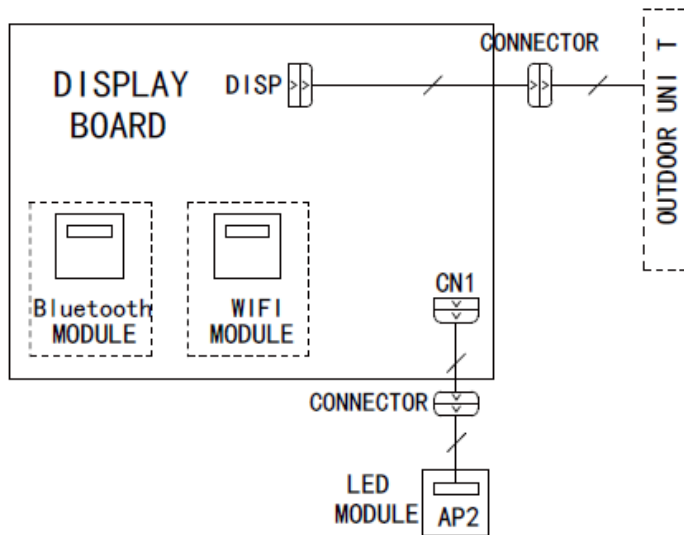 CONNECTOR
DISPLAY
BOARD
DISP
OUTDOOR UNIT
Bluetooth
MODULE
WIFI
MODULE
CN1
CONNECTOR
LED
MODULE
AP2